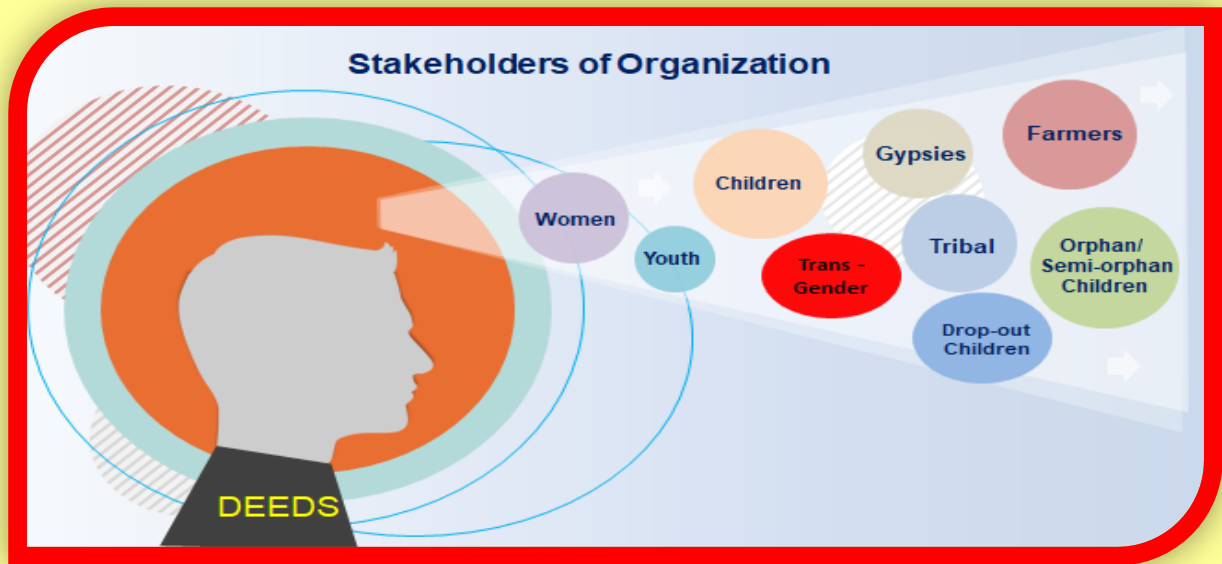 Stakeholders of Organization
Women
Youth
Children
Trans -
Gender
Gypsies
Tribal
Drop-out
Children
Farmers
Orphan/
Semi-orphan
Children
DEEDS